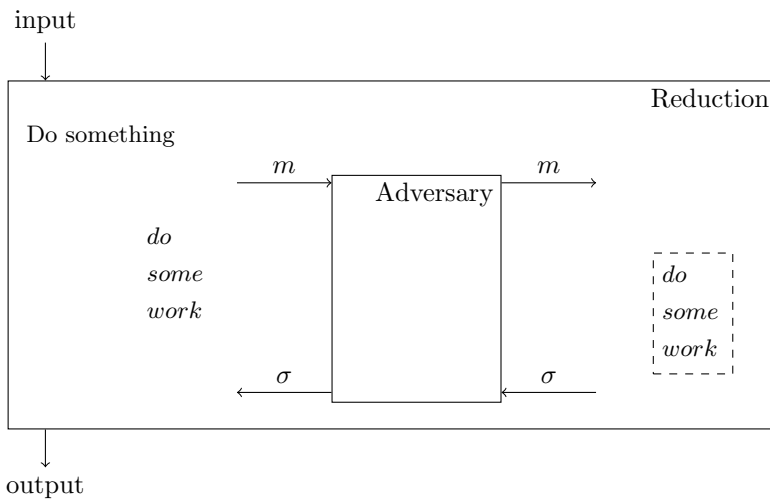 input
Reduction
Do something
m
m
Adversary
do
some
work
do
some
work
σ
σ
output